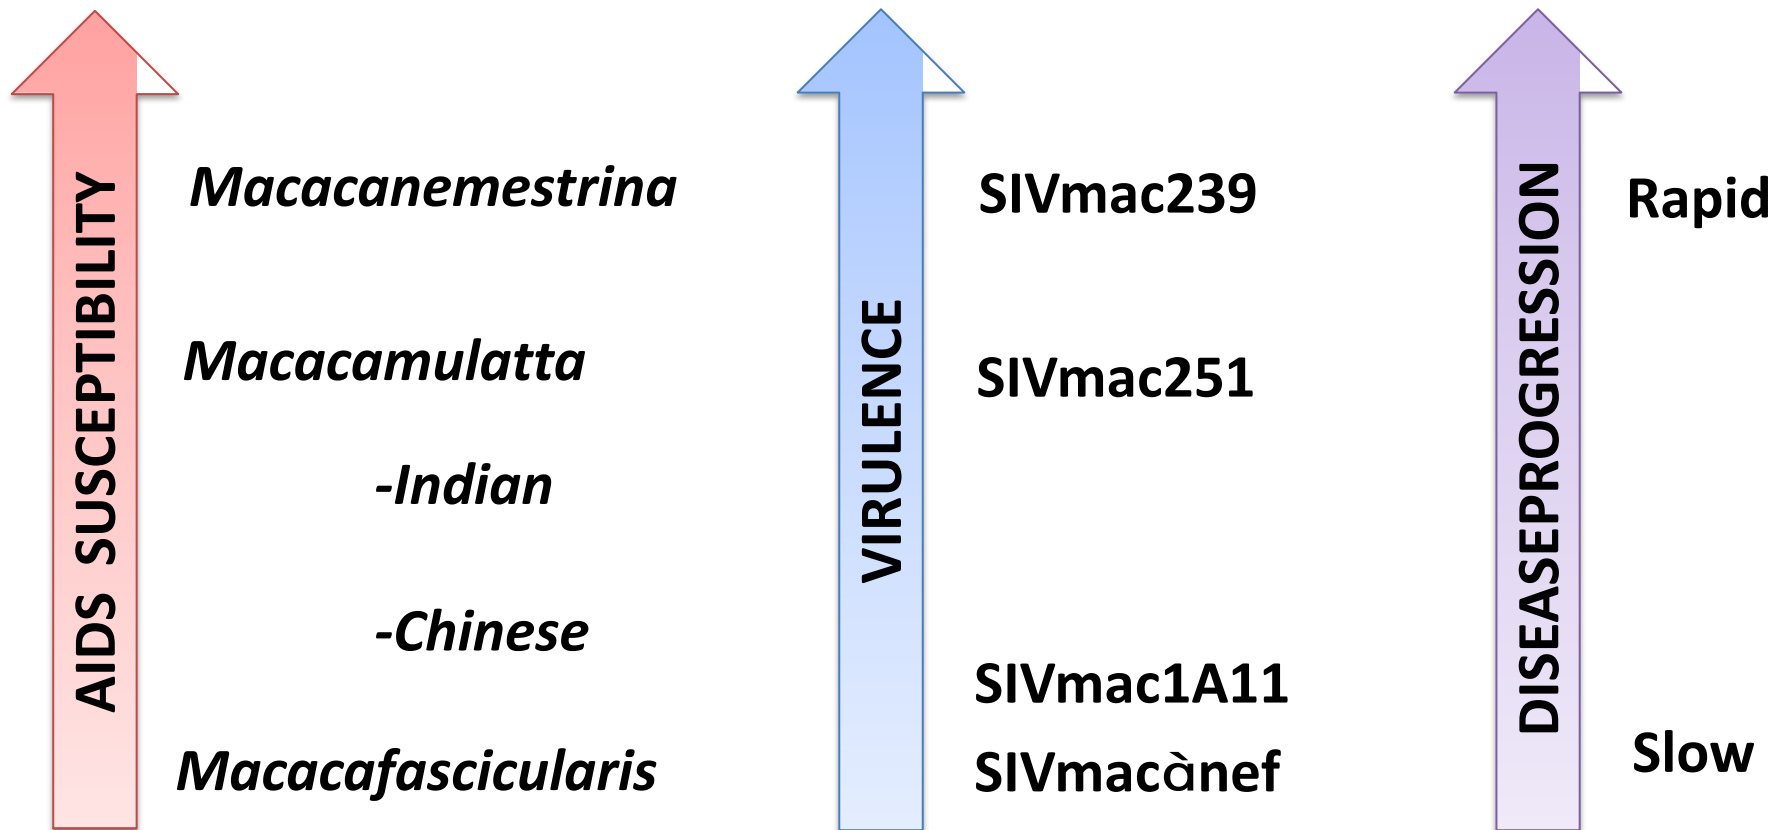 AIDS SUSCEPTIBILITY
Macacanemestrina
Macacamulatta
-Indian
-Chinese
Macacafascicularis
VIRULENCE
SIVmac239
SIVmac251
SIVmac1A11
SIVmacànef
DISEASEPROGRESSION
Rapid
Slow